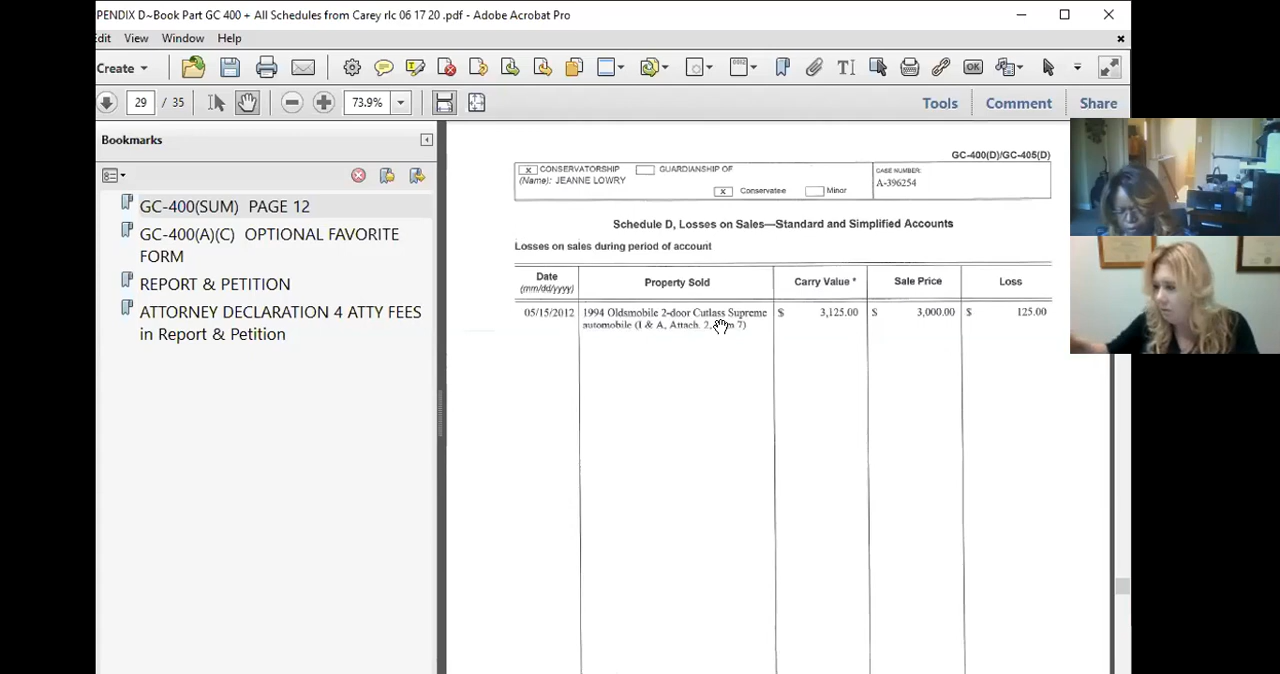 PENDIX D~Book Part GC 400 + All Schedules from Carey rlc 06 17 20 .pdf - Adobe Acrobat Pro
dit View Window Help
Create
29 / 35 73.9% Tools Comment Share
Bookmarks
GC-400(SUM) PAGE 12
GC-400(A)(C) OPTIONAL FAVORITE
FORM
REPORT & PETITION
ATTORNEY DECLARATION 4 ATTY FEES
in Report & Petition
GC-400(D)/GC-405(D)
x CONSERVATORSHIP GUARDIANSHIP OF
(Name): JEANNE LOWRY
x Conservatee Minor
CASE NUMBER:
A-396254
Schedule D, Losses on Sales—Standard and Simplified Accounts
Losses on sales during period of account
Date
(mm/dd/yyyy)
Property Sold Carry Value * Sale Price Loss
05/15/2012 1994 Oldsmobile 2-door Cutlass Supreme $ 3,125.00 $ 3,000.00 $ 125.00
automobile (I & A, Attach. 2, 7)